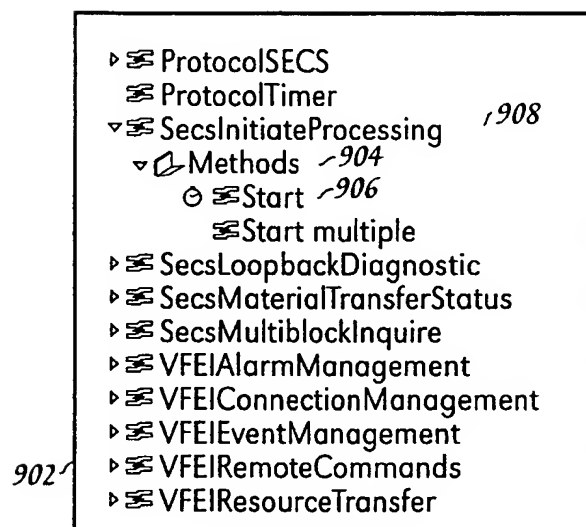 ProtocolSECS
ProtocolTimer
SecsInitiateProcessing 908
Methods 904
Start 906
Start multiple
SecsLoopbackDiagnostic
SecsMaterialTransferStatus
SecsMultiblockInquire
VFEIAlarmManagement
VFEIConnectionManagement
VFEIEventManagement
902 VFEIRemoteCommands
VFEIResourceTransfer